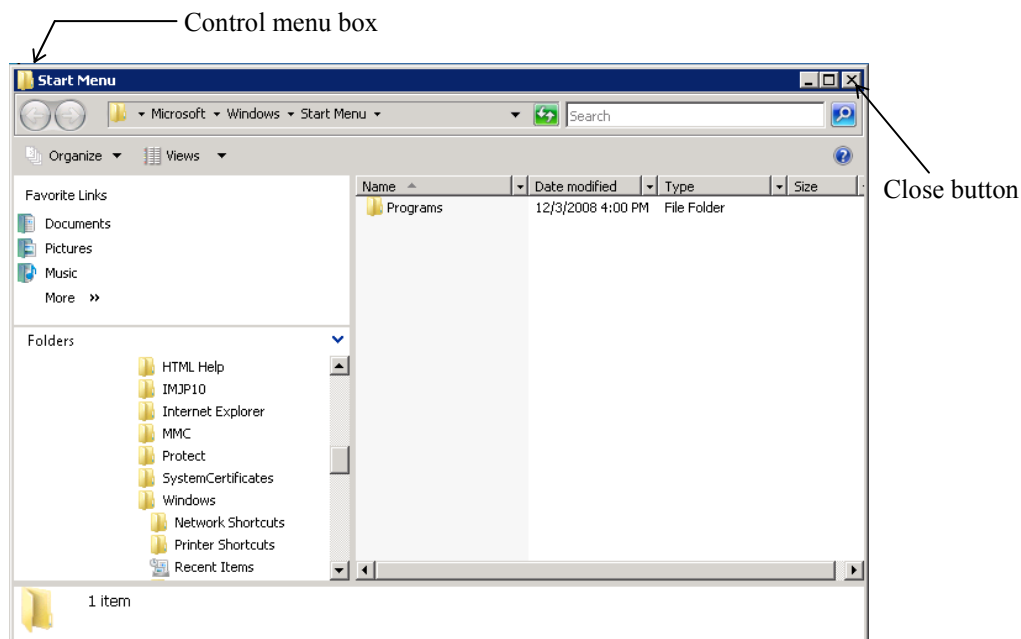 Control menu box
Start Menu
Microsoft Windows Start Menu
Search
Organize Views
Close button
Favorite Links
Documents
Pictures
Music
More »
Name Date modified Type Size
Programs 12/3/2008 4:00 PM File Folder
Folders
HTML Help
IMJP10
Internet Explorer
MMC
Protect
SystemCertificates
Windows
Network Shortcuts
Printer Shortcuts
Recent Items
1 item